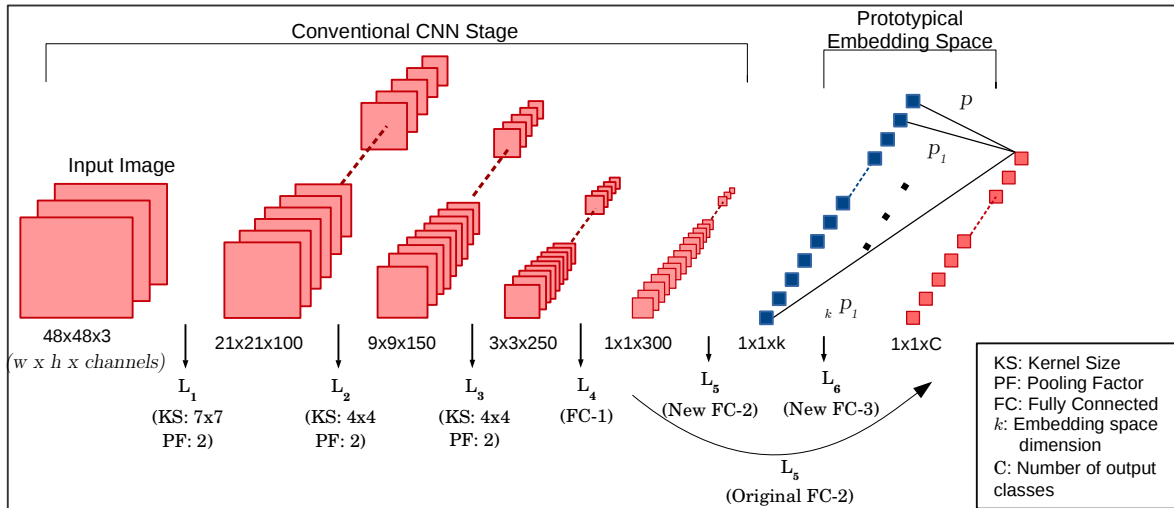 Conventional CNN Stage
Prototypical
Embedding Space
Input Image
p
p₁
ₖ p₁
48x48x3
(w x h x channels)
21x21x100
9x9x150
3x3x250
1x1x300
1x1xk
1x1xC
L₁
(KS: 7x7
PF: 2)
L₂
(KS: 4x4
PF: 2)
L₃
(KS: 4x4
PF: 2)
L₄
(FC-1)
L₅
(New FC-2)
L₆
(New FC-3)
L₅
(Original FC-2)
KS: Kernel Size
PF: Pooling Factor
FC: Fully Connected
k: Embedding space
dimension
C: Number of output
classes